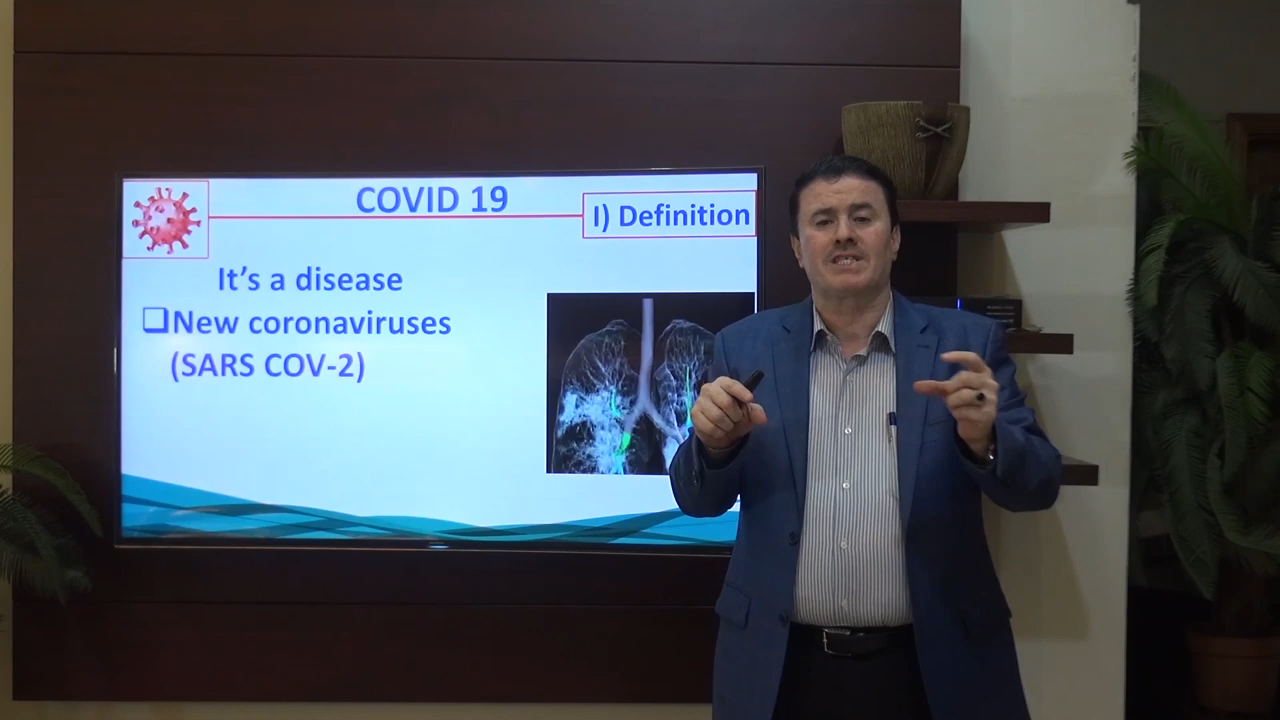 COVID 19
I) Definition
It's a disease
❑New coronaviruses
(SARS COV-2)